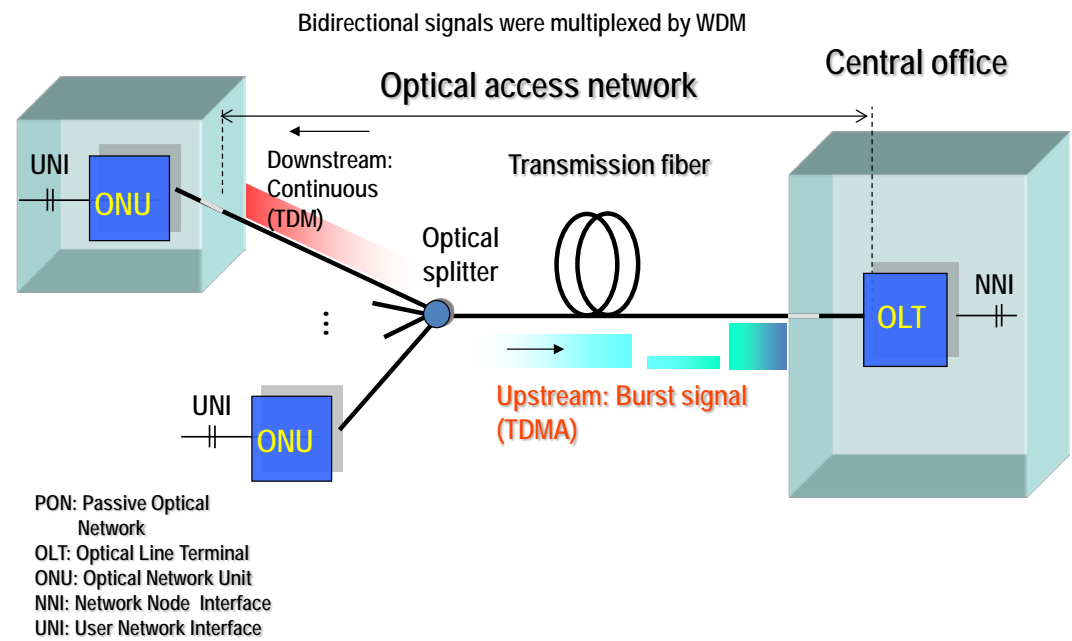 Bidirectional signals were multiplexed by WDM
Central office
Optical access network
Downstream:
Continuous
(TDM)
Transmission fiber
UNI
ONU
Optical
splitter
NNI
OLT
...
Upstream: Burst signal
(TDMA)
UNI
ONU
PON: Passive Optical
Network
OLT: Optical Line Terminal
ONU: Optical Network Unit
NNI: Network Node Interface
UNI: User Network Interface